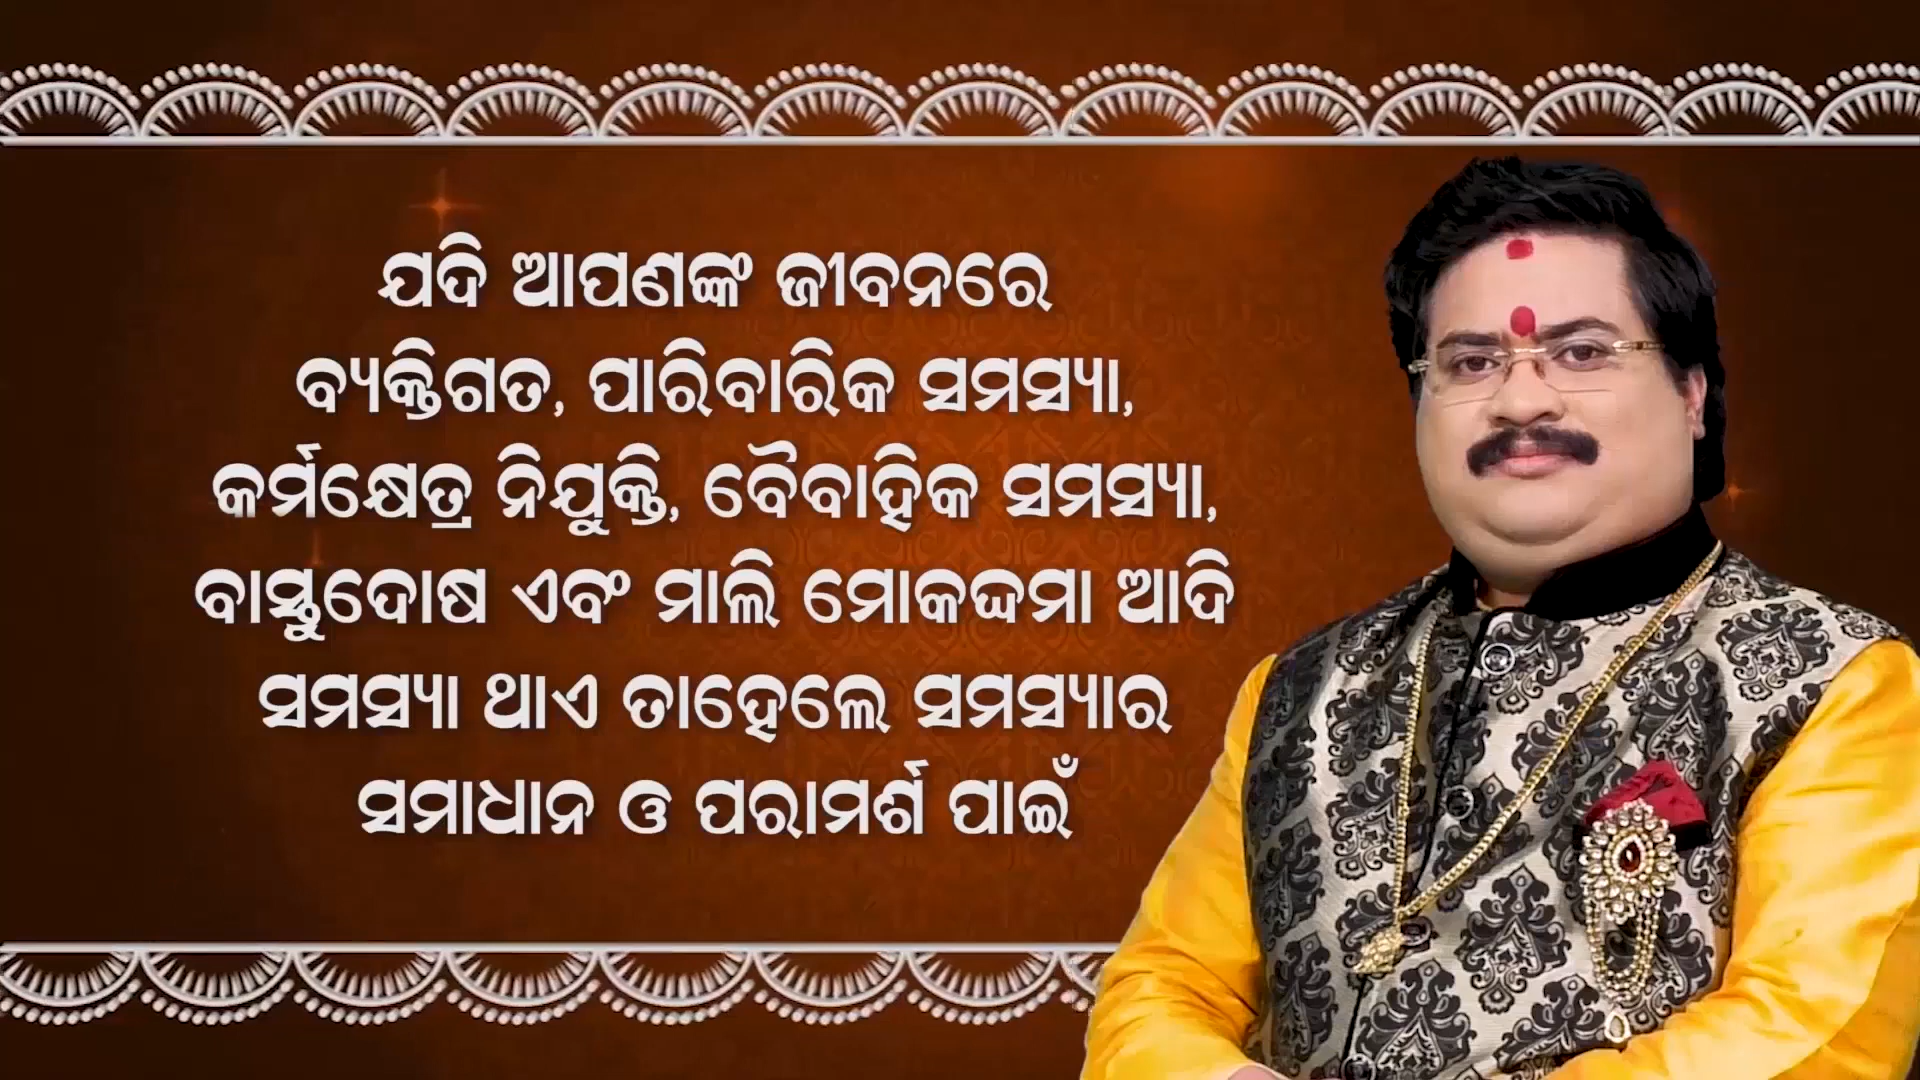 ଯଦି ଆପଣଙ୍କ ଜୀବନରେ
ବ୍ୟକ୍ତିଗତ, ପାରିବାରିକ ସମସ୍ୟା,
କର୍ମକ୍ଷେତ୍ର ନିଯୁକ୍ତି, ବୈବାହିକ ସମସ୍ୟା,
ବାସ୍ତୁଦୋଷ ଏବଂ ମାଲି ମୋକଦ୍ଦମା ଆଦି
ସମସ୍ୟା ଥାଏ ତାହେଲେ ସମସ୍ୟାର
ସମାଧାନ ଓ ପରାମର୍ଶ ପାଇଁ